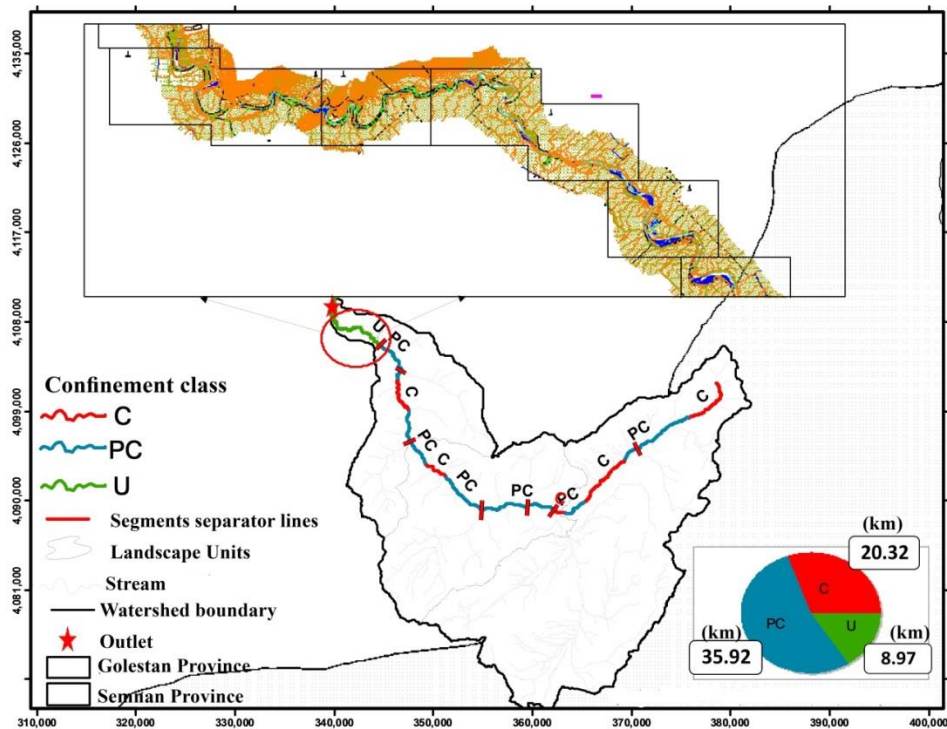 4,135,000
4,126,000
4,117,000
4,108,000
4,099,000
4,090,000
4,081,000
U
PC
C
PC
C
PC
PC
PC
C
PC
C
Confinement class
C
PC
U
Segments separator lines
Landscape Units
Stream
Watershed boundary
Outlet
Golestan Province
Semnan Province
(km)
20.32
C
PC
U
(km)
35.92
(km)
8.97
310,000 320,000 330,000 340,000 350,000 360,000 370,000 380,000 390,000 400,000